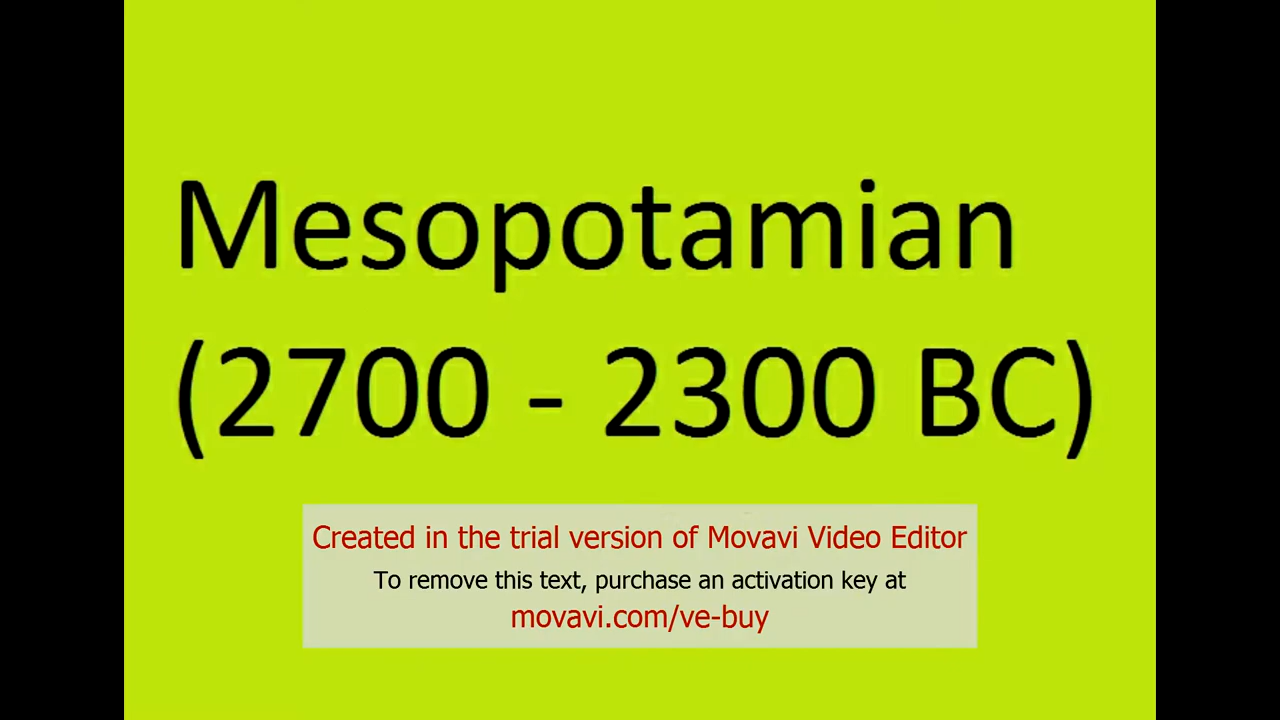 Mesopotamian
(2700 - 2300 BC)
Created in the trial version of Movavi Video Editor
To remove this text, purchase an activation key at
movavi.com/ve-buy